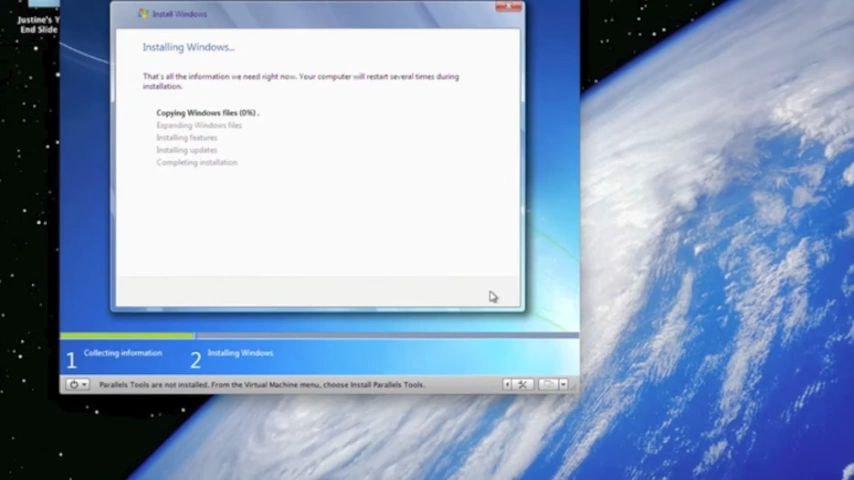 Justine's Y
End Slide
Install Windows
Installing Windows...
That's all the information we need right now. Your computer will restart several times during
installation.
Copying Windows files (0%) .
Expanding Windows files
Installing features
Installing updates
Completing installation
1 Collecting information 2 Installing Windows
Parallels Tools are not installed. From the Virtual Machine menu, choose Install Parallels Tools.